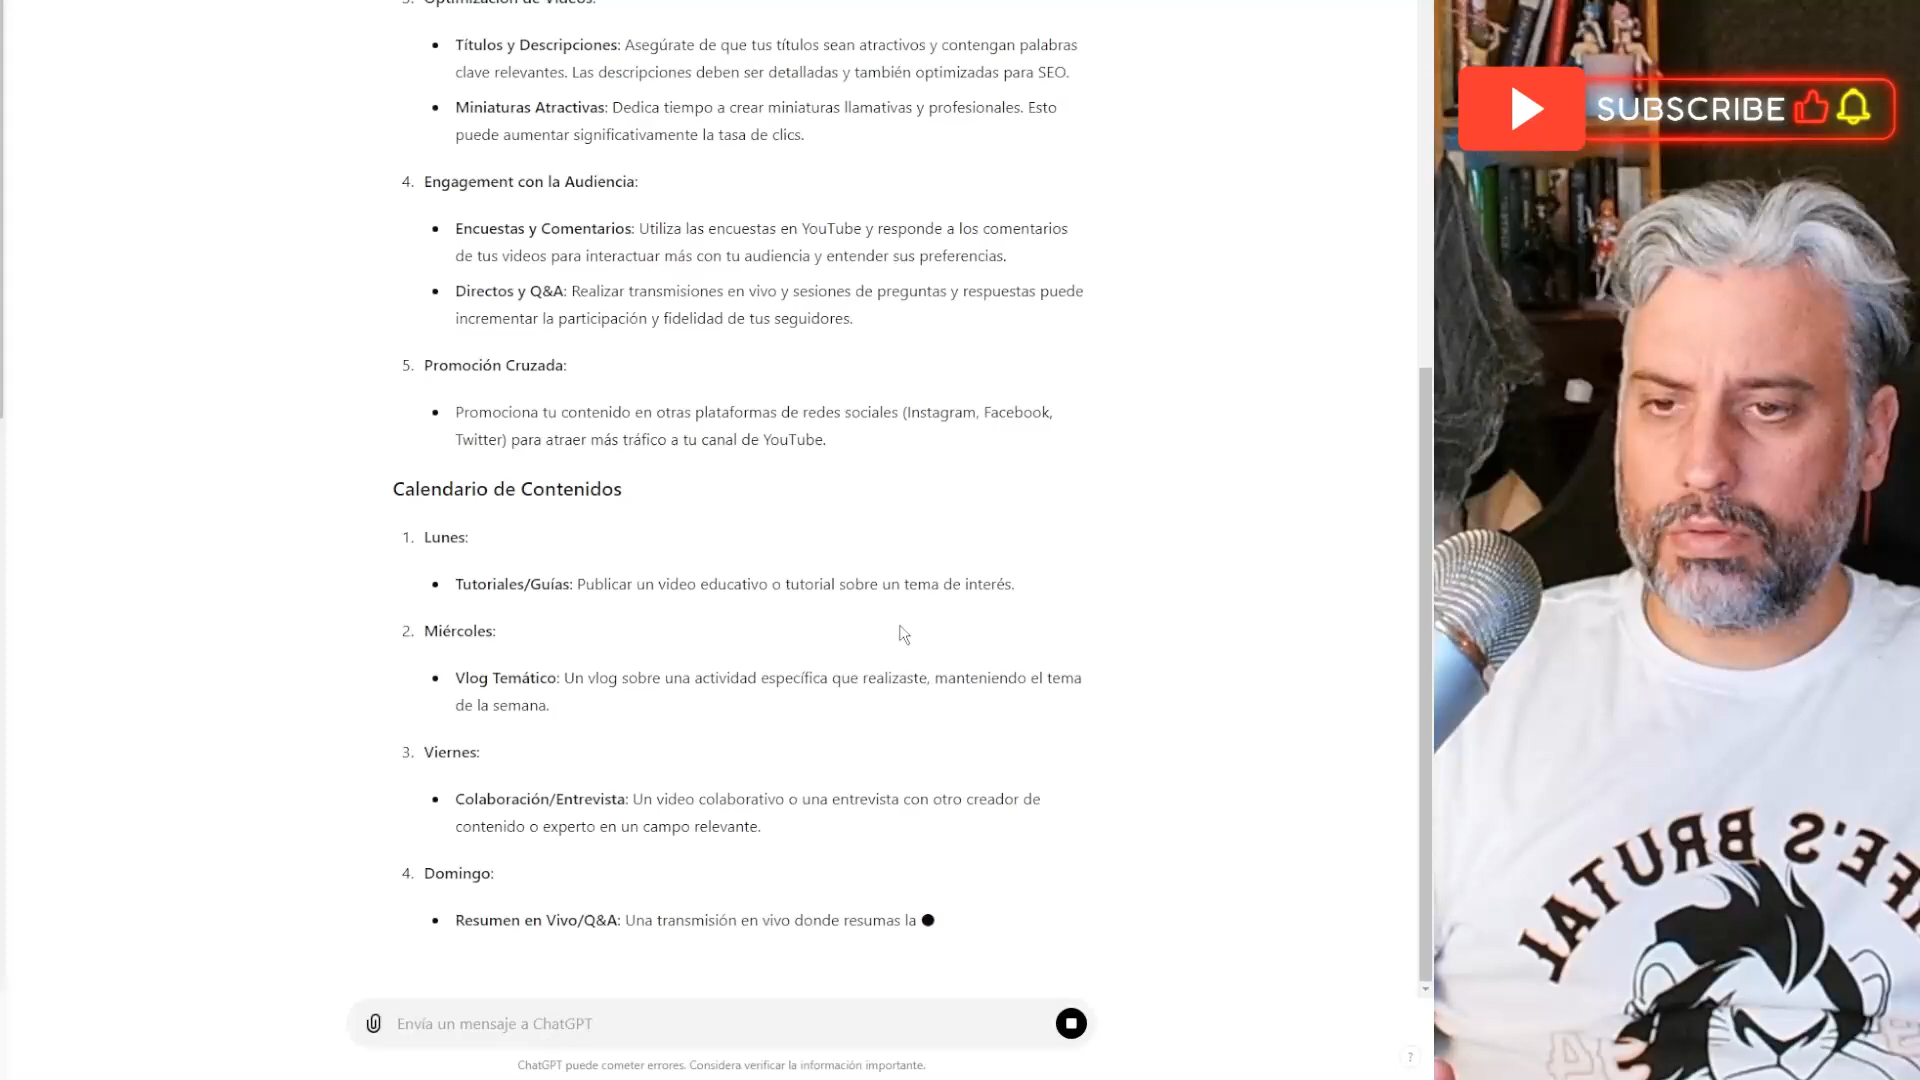 3. Optimización de Videos:
• Títulos y Descripciones: Asegúrate de que tus títulos sean atractivos y contengan palabras
clave relevantes. Las descripciones deben ser detalladas y también optimizadas para SEO.
• Miniaturas Atractivas: Dedica tiempo a crear miniaturas llamativas y profesionales. Esto
puede aumentar significativamente la tasa de clics.
4. Engagement con la Audiencia:
• Encuestas y Comentarios: Utiliza las encuestas en YouTube y responde a los comentarios
de tus videos para interactuar más con tu audiencia y entender sus preferencias.
• Directos y Q&A: Realizar transmisiones en vivo y sesiones de preguntas y respuestas puede
incrementar la participación y fidelidad de tus seguidores.
5. Promoción Cruzada:
• Promociona tu contenido en otras plataformas de redes sociales (Instagram, Facebook,
Twitter) para atraer más tráfico a tu canal de YouTube.
Calendario de Contenidos
1. Lunes:
• Tutoriales/Guías: Publicar un video educativo o tutorial sobre un tema de interés.
2. Miércoles:
• Vlog Temático: Un vlog sobre una actividad específica que realizaste, manteniendo el tema
de la semana.
3. Viernes:
• Colaboración/Entrevista: Un video colaborativo o una entrevista con otro creador de
contenido o experto en un campo relevante.
4. Domingo:
• Resumen en Vivo/Q&A: Una transmisión en vivo donde resumas la
Envía un mensaje a ChatGPT
ChatGPT puede cometer errores. Considera verificar la información importante.
?
SUBSCRIBE
FE'S BRUTAL